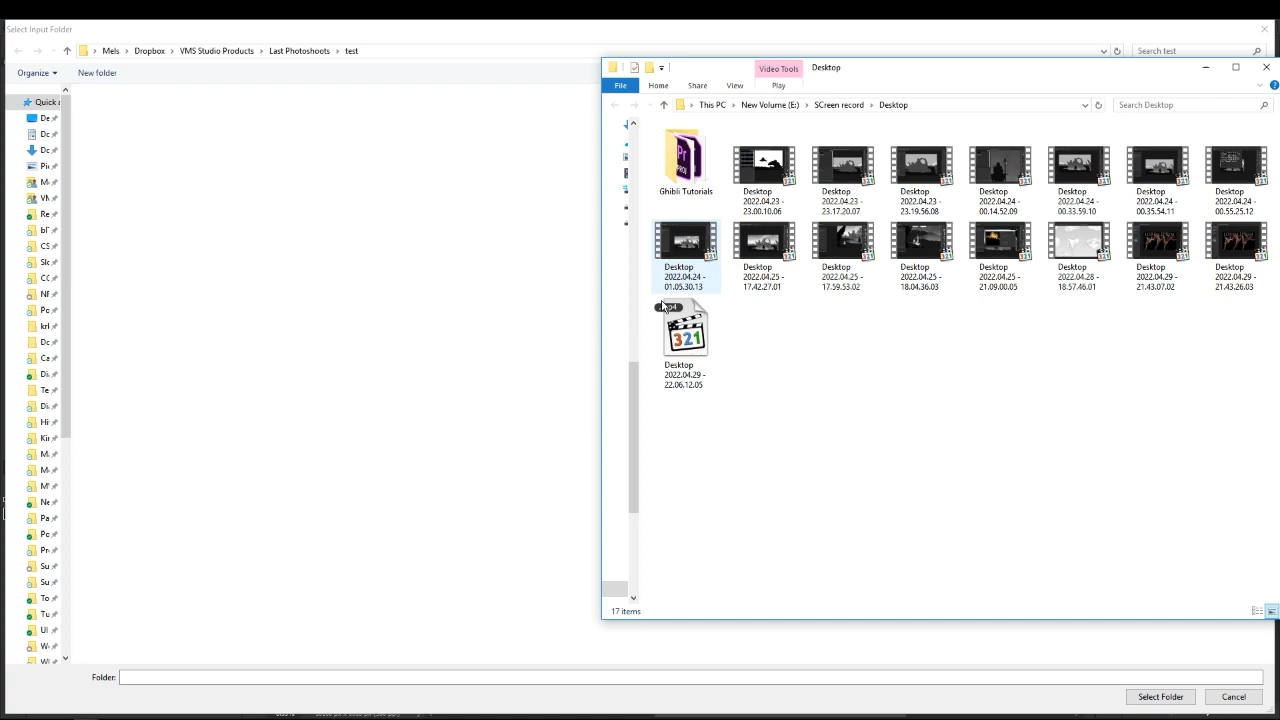 Select Input Folder
Mels > Dropbox > VMS Studio Products > Last Photoshoots > test
Search test
Organize
New folder
Quick
De
Dc
Dc
Pic
Re
Te
Folder:
Select Folder
Cancel
Video Tools
Desktop
File
Home
Share
View
Play
This PC > New Volume (E:) > SCreen record > Desktop
Search Desktop
Ghibli Tutorials
Desktop
2022.04.23 -
23.00.10.06
Desktop
2022.04.23 -
23.17.20.07
Desktop
2022.04.23 -
23.19.56.08
Desktop
2022.04.24 -
00.14.52.09
Desktop
2022.04.24 -
00.33.59.10
Desktop
2022.04.24 -
00.35.54.11
Desktop
2022.04.24 -
00.55.25.12
Desktop
2022.04.24 -
01.05.30.13
Desktop
2022.04.25 -
17.42.27.01
Desktop
2022.04.25 -
17.59.53.02
Desktop
2022.04.25 -
18.04.36.03
Desktop
2022.04.25 -
21.09.00.05
Desktop
2022.04.28 -
18.57.46.01
Desktop
2022.04.29 -
21.43.07.02
Desktop
2022.04.29 -
21.43.26.03
321
Desktop
2022.04.29 -
22.06.12.05
17 items